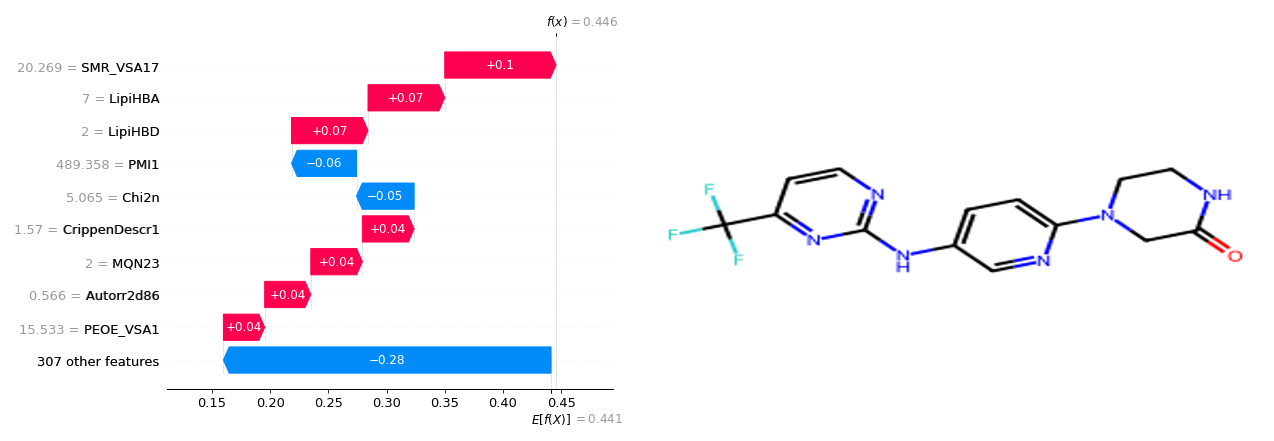 f(x) = 0.446
20.269 = SMR_VSA17
+0.1
7 = LipiHBA
+0.07
2 = LipiHBD
+0.07
489.358 = PMI1
−0.06
5.065 = Chi2n
−0.05
1.57 = CrippenDescr1
+0.04
2 = MQN23
+0.04
0.566 = Autorr2d86
+0.04
15.533 = PEOE_VSA1
+0.04
307 other features
−0.28
0.15 0.20 0.25 0.30 0.35 0.40 0.45
E[f(X)] = 0.441
F
F
F
N
N
N
H
N
N
NH
O